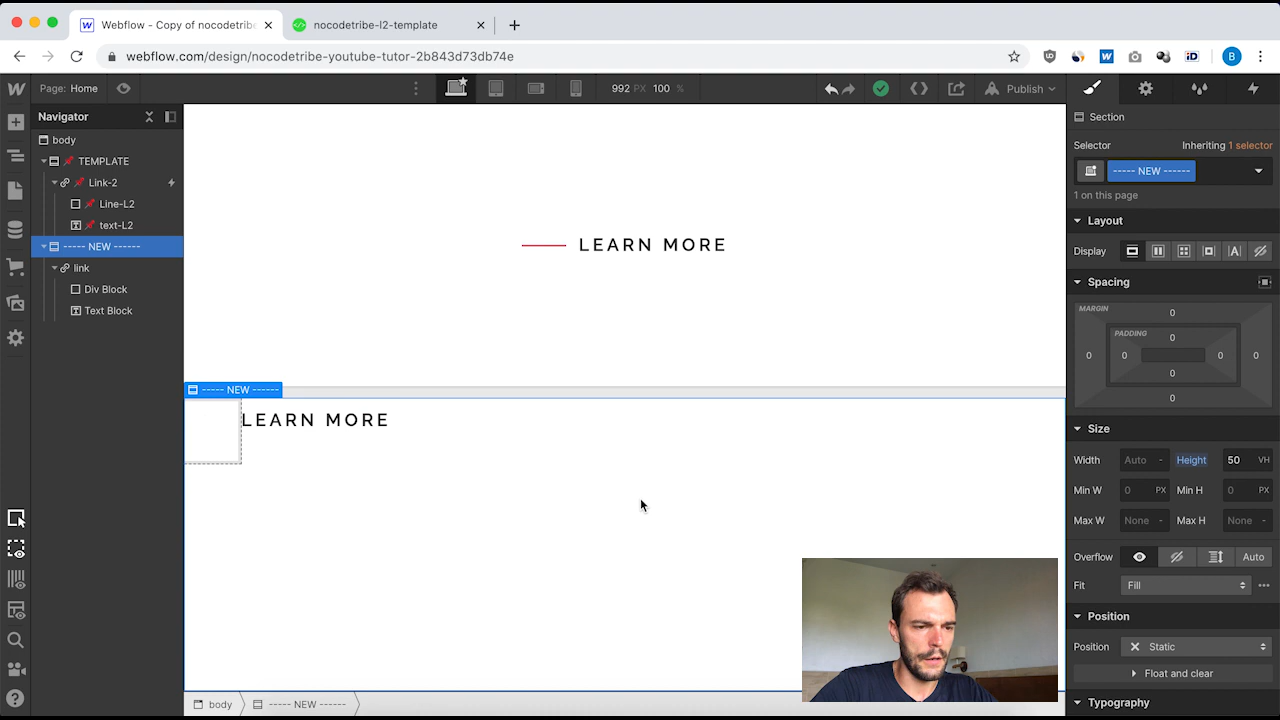 Webflow - Copy of nocodetribe-
nocodetribe-l2-template
webflow.com/design/nocodetribe-youtube-tutor-2b843d73db74e
B
Page: Home
992 PX 100 %
Publish
Navigator
body
TEMPLATE
Link-2
Line-L2
text-L2
----- NEW ------
link
Div Block
Text Block
LEARN MORE
----- NEW ------
LEARN MORE
body
----- NEW ------
Section
Selector
Inheriting 1 selector
----- NEW ------
1 on this page
Layout
Display
Spacing
MARGIN
0
PADDING
0
0 0 0 0
0
0
Size
Width Auto - Height 50 VH
Min W 0 PX Min H 0 PX
Max W None - Max H None -
Overflow Auto
Fit Fill
Position
Position Static
Float and clear
Typography